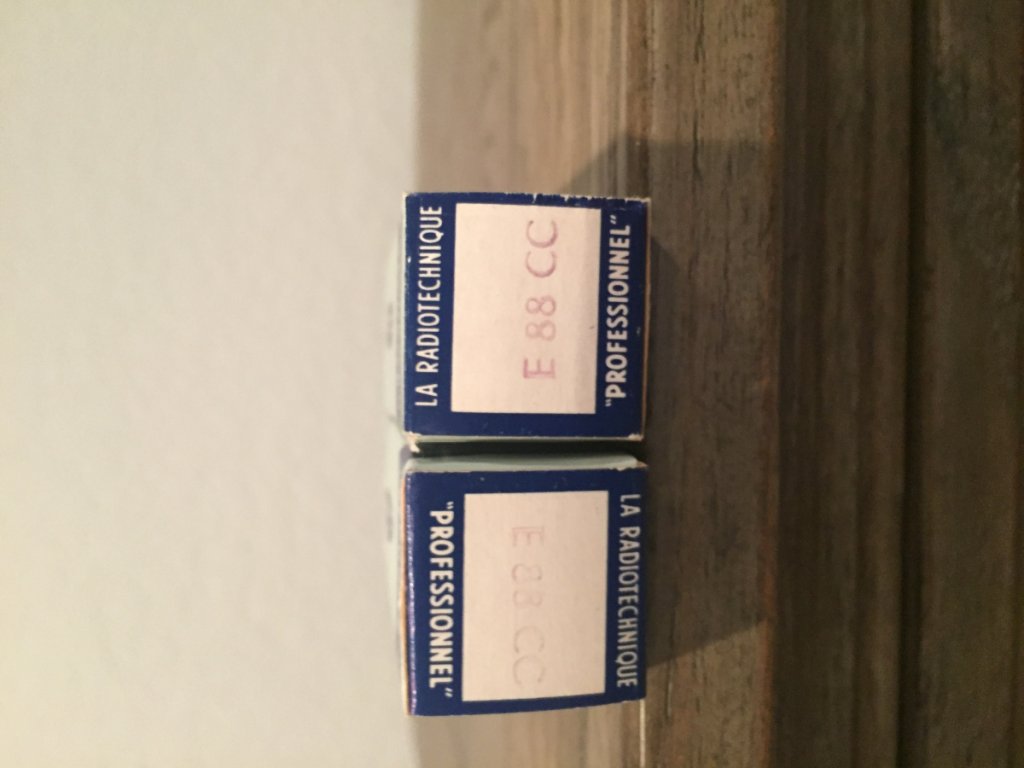 LA RADIOTECHNIQUE
E 88 CC
"PROFESSIONNEL"
LA RADIOTECHNIQUE
E 88 CC
"PROFESSIONNEL"